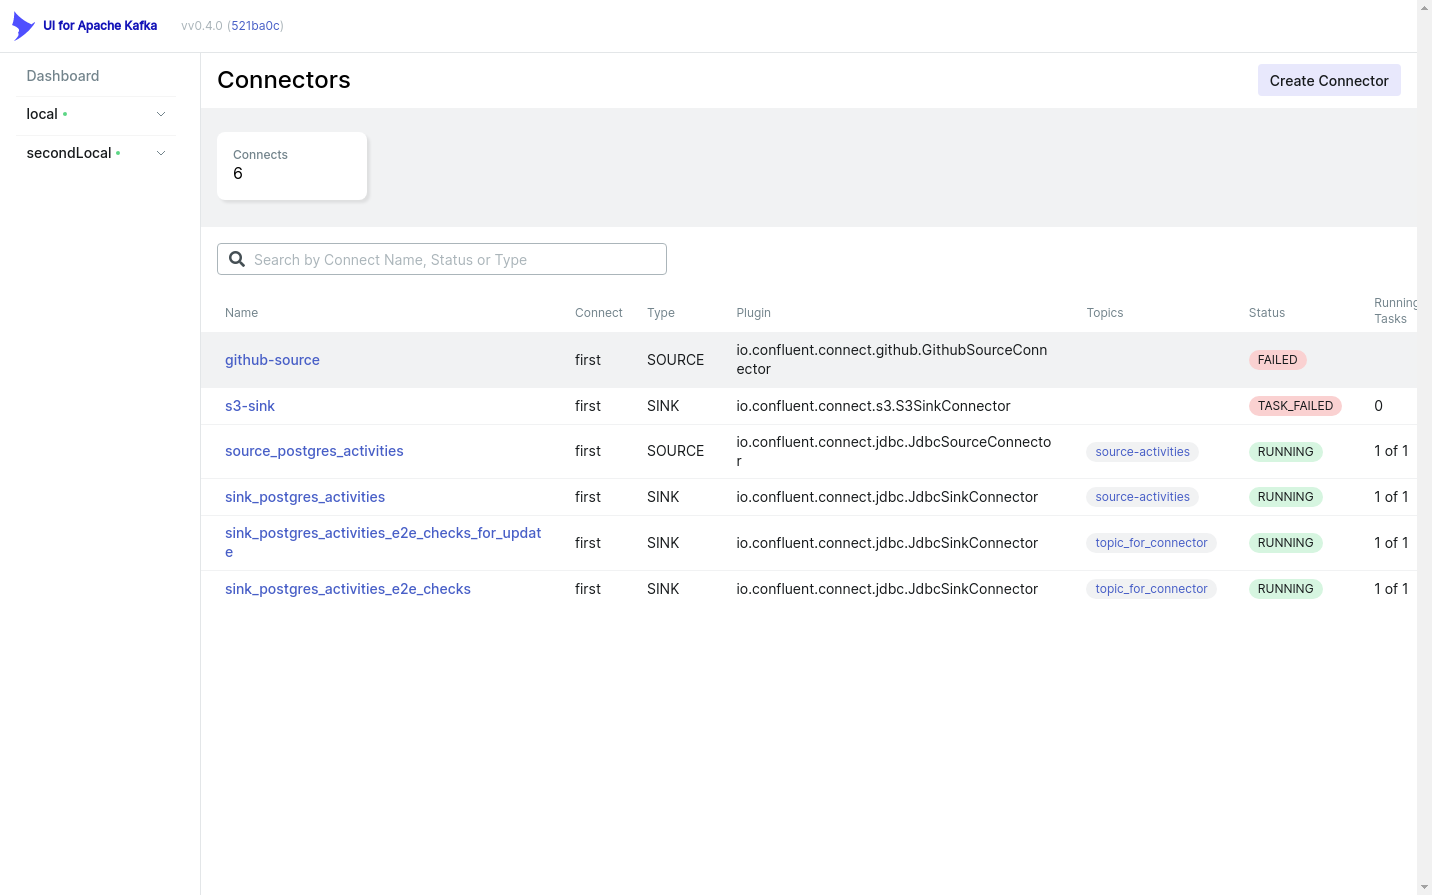 UI for Apache Kafka
vv0.4.0 (521ba0c)
Dashboard
local
secondLocal
Connectors
Create Connector
Connects
6
Search by Connect Name, Status or Type
Name Connect Type Plugin Topics Status Running
Tasks
github-source first SOURCE io.confluent.connect.github.GithubSourceConn
ector FAILED
s3-sink first SINK io.confluent.connect.s3.S3SinkConnector TASK_FAILED 0
source_postgres_activities first SOURCE io.confluent.connect.jdbc.JdbcSourceConnecto
r source-activities RUNNING 1 of 1
sink_postgres_activities first SINK io.confluent.connect.jdbc.JdbcSinkConnector source-activities RUNNING 1 of 1
sink_postgres_activities_e2e_checks_for_updat
e first SINK io.confluent.connect.jdbc.JdbcSinkConnector topic_for_connector RUNNING 1 of 1
sink_postgres_activities_e2e_checks first SINK io.confluent.connect.jdbc.JdbcSinkConnector topic_for_connector RUNNING 1 of 1